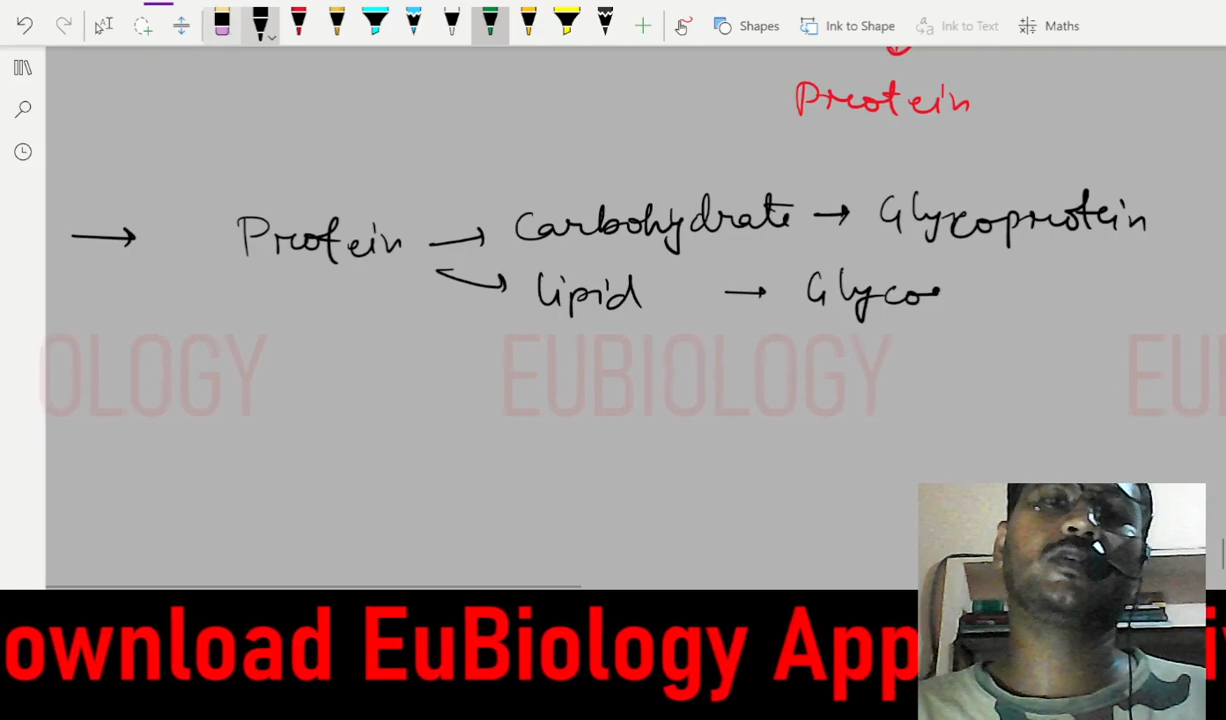 Shapes Ink to Shape Ink to Text Maths
Protein
→ Protein → Carbohydrate → Glycoprotein
→ lipid → Glyco
OLOGY EUBIOLOGY EU
ownload EuBiology App